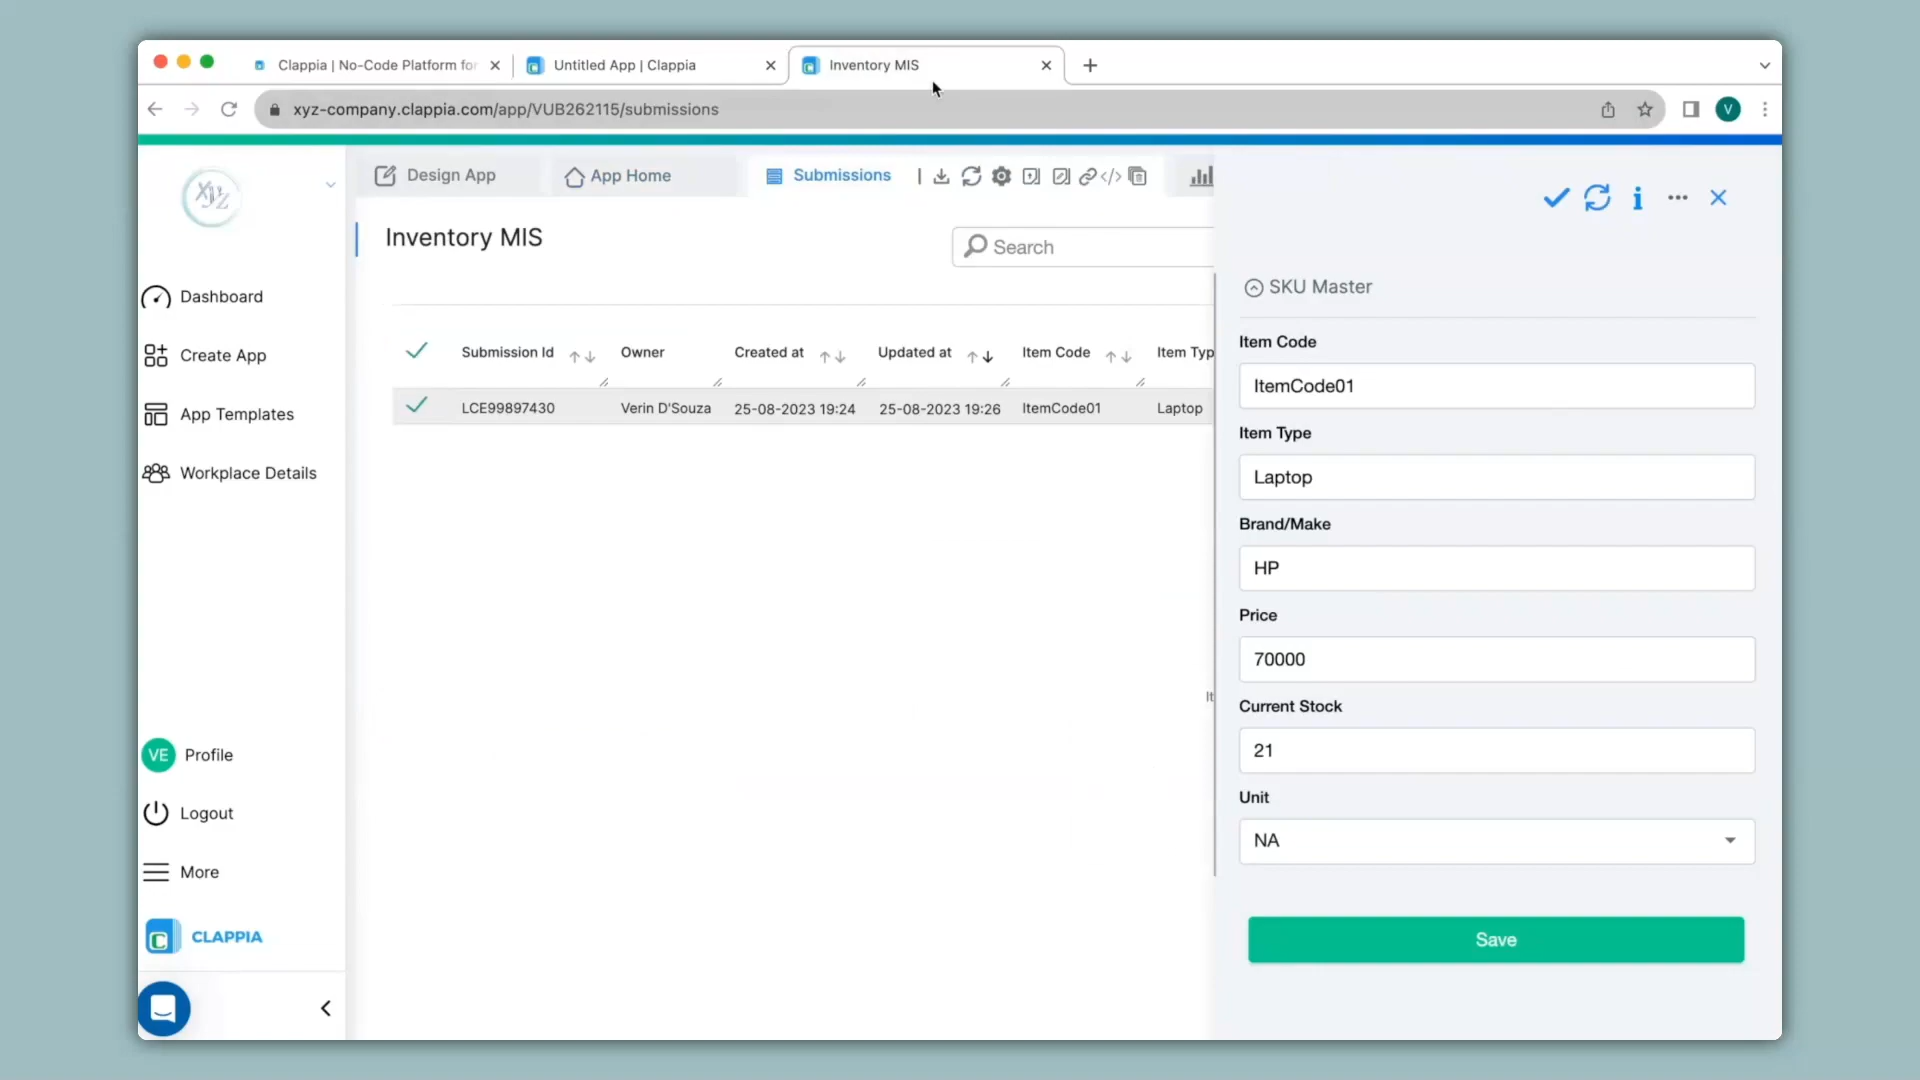 Clappia | No-Code Platform for
Untitled App | Clappia
Inventory MIS
xyz-company.clappia.com/app/VUB262115/submissions
V
xyz
Dashboard
Create App
App Templates
Workplace Details
VE Profile
Logout
More
C CLAPPIA
Design App
App Home
Submissions
Inventory MIS
Search
Submission Id
Owner
Created at
Updated at
Item Code
Item Typ
LCE99897430
Verin D'Souza
25-08-2023 19:24
25-08-2023 19:26
ItemCode01
Laptop
It
SKU Master
Item Code
ItemCode01
Item Type
Laptop
Brand/Make
HP
Price
70000
Current Stock
21
Unit
NA
Save